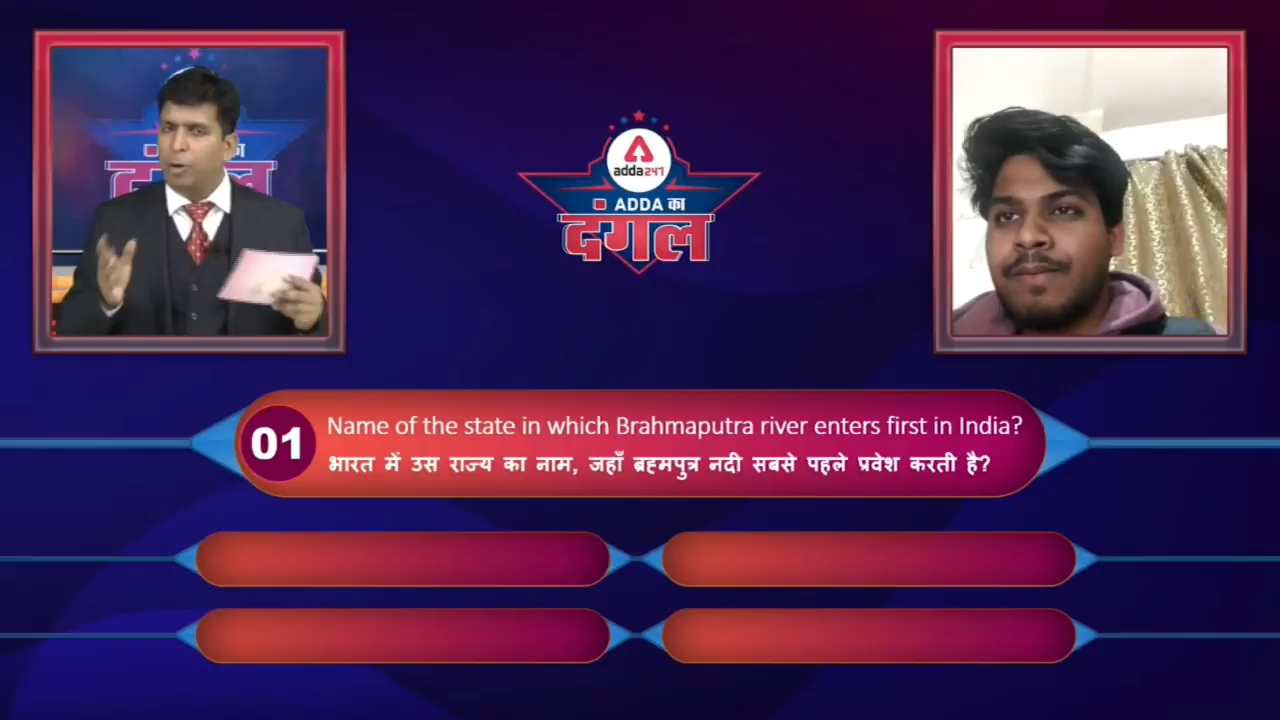 का
दंगल
adda247
ADDA का
दंगल
01
Name of the state in which Brahmaputra river enters first in India?
भारत में उस राज्य का नाम, जहाँ ब्रह्मपुत्र नदी सबसे पहले प्रवेश करती है?